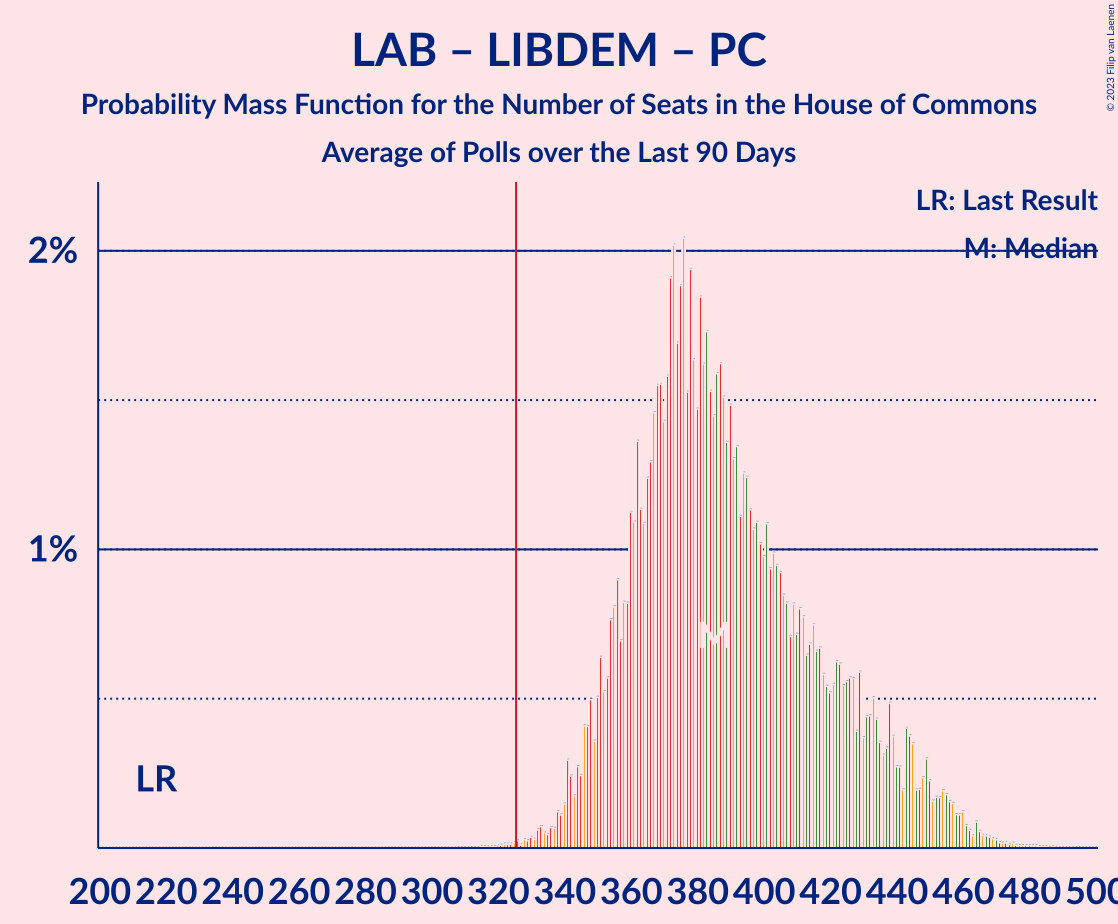 LAB – LIBDEM – PC
Probability Mass Function for the Number of Seats in the House of Commons
Average of Polls over the Last 90 Days
© 2023 Filip van Laenen
LR: Last Result
M: Median
2%
1%
LR
M
200 220 240 260 280 300 320 340 360 380 400 420 440 460 480 500